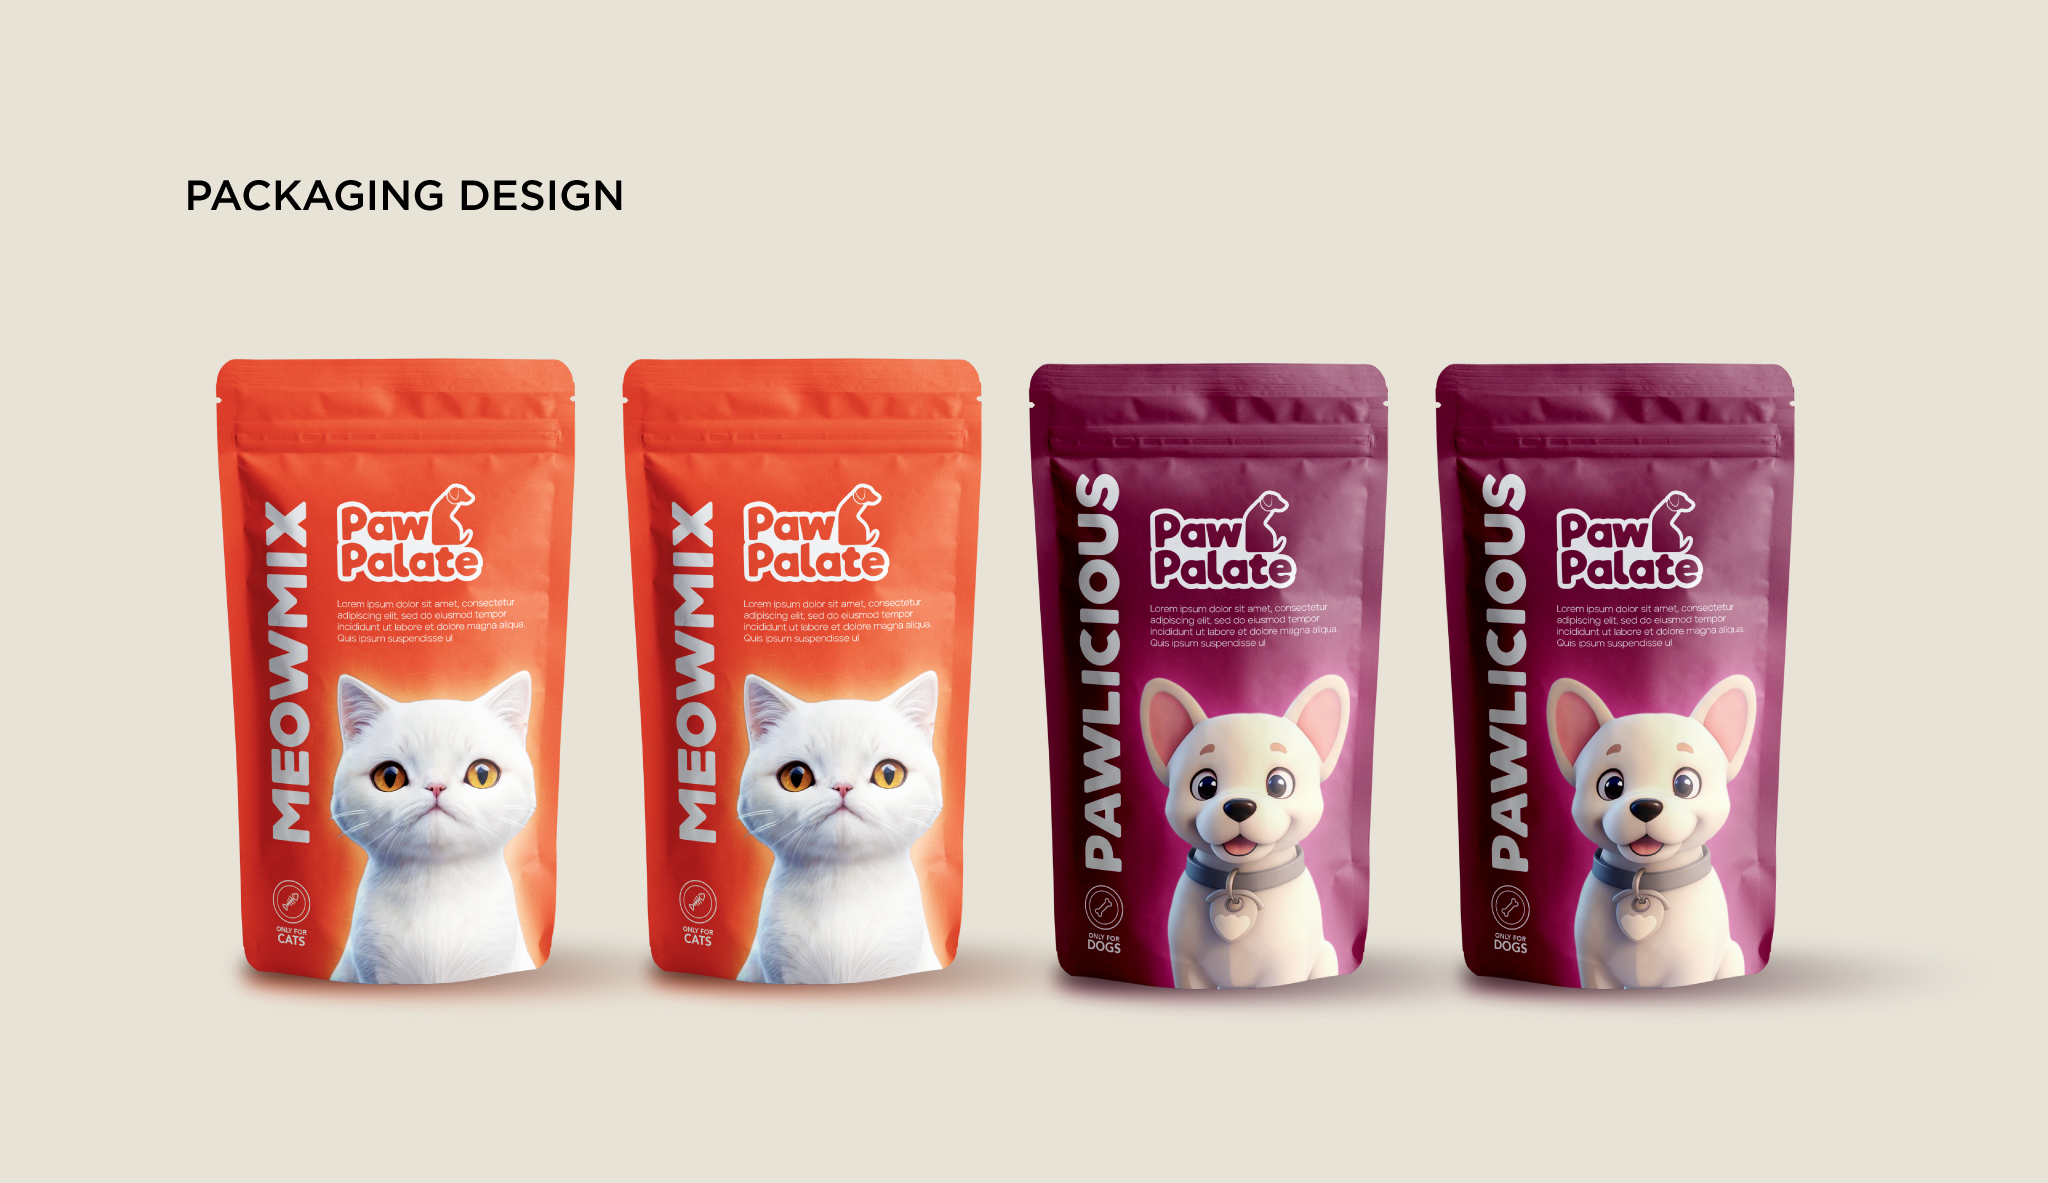 PACKAGING DESIGN
MEOWMIX
Paw
Palate
Lorem ipsum dolor sit amet, consectetur
adipiscing elit, sed do eiusmod tempor
incididunt ut labore et dolore magna aliqua.
Quis ipsum suspendisse ul
ONLY FOR
CATS
MEOWMIX
Paw
Palate
Lorem ipsum dolor sit amet, consectetur
adipiscing elit, sed do eiusmod tempor
incididunt ut labore et dolore magna aliqua.
Quis ipsum suspendisse ul
ONLY FOR
CATS
PAWLICIOUS
Paw
Palate
Lorem ipsum dolor sit amet, consectetur
adipiscing elit, sed do eiusmod tempor
incididunt ut labore et dolore magna aliqua.
Quis ipsum suspendisse ul
ONLY FOR
DOGS
PAWLICIOUS
Paw
Palate
Lorem ipsum dolor sit amet, consectetur
adipiscing elit, sed do eiusmod tempor
incididunt ut labore et dolore magna aliqua.
Quis ipsum suspendisse ul
ONLY FOR
DOGS